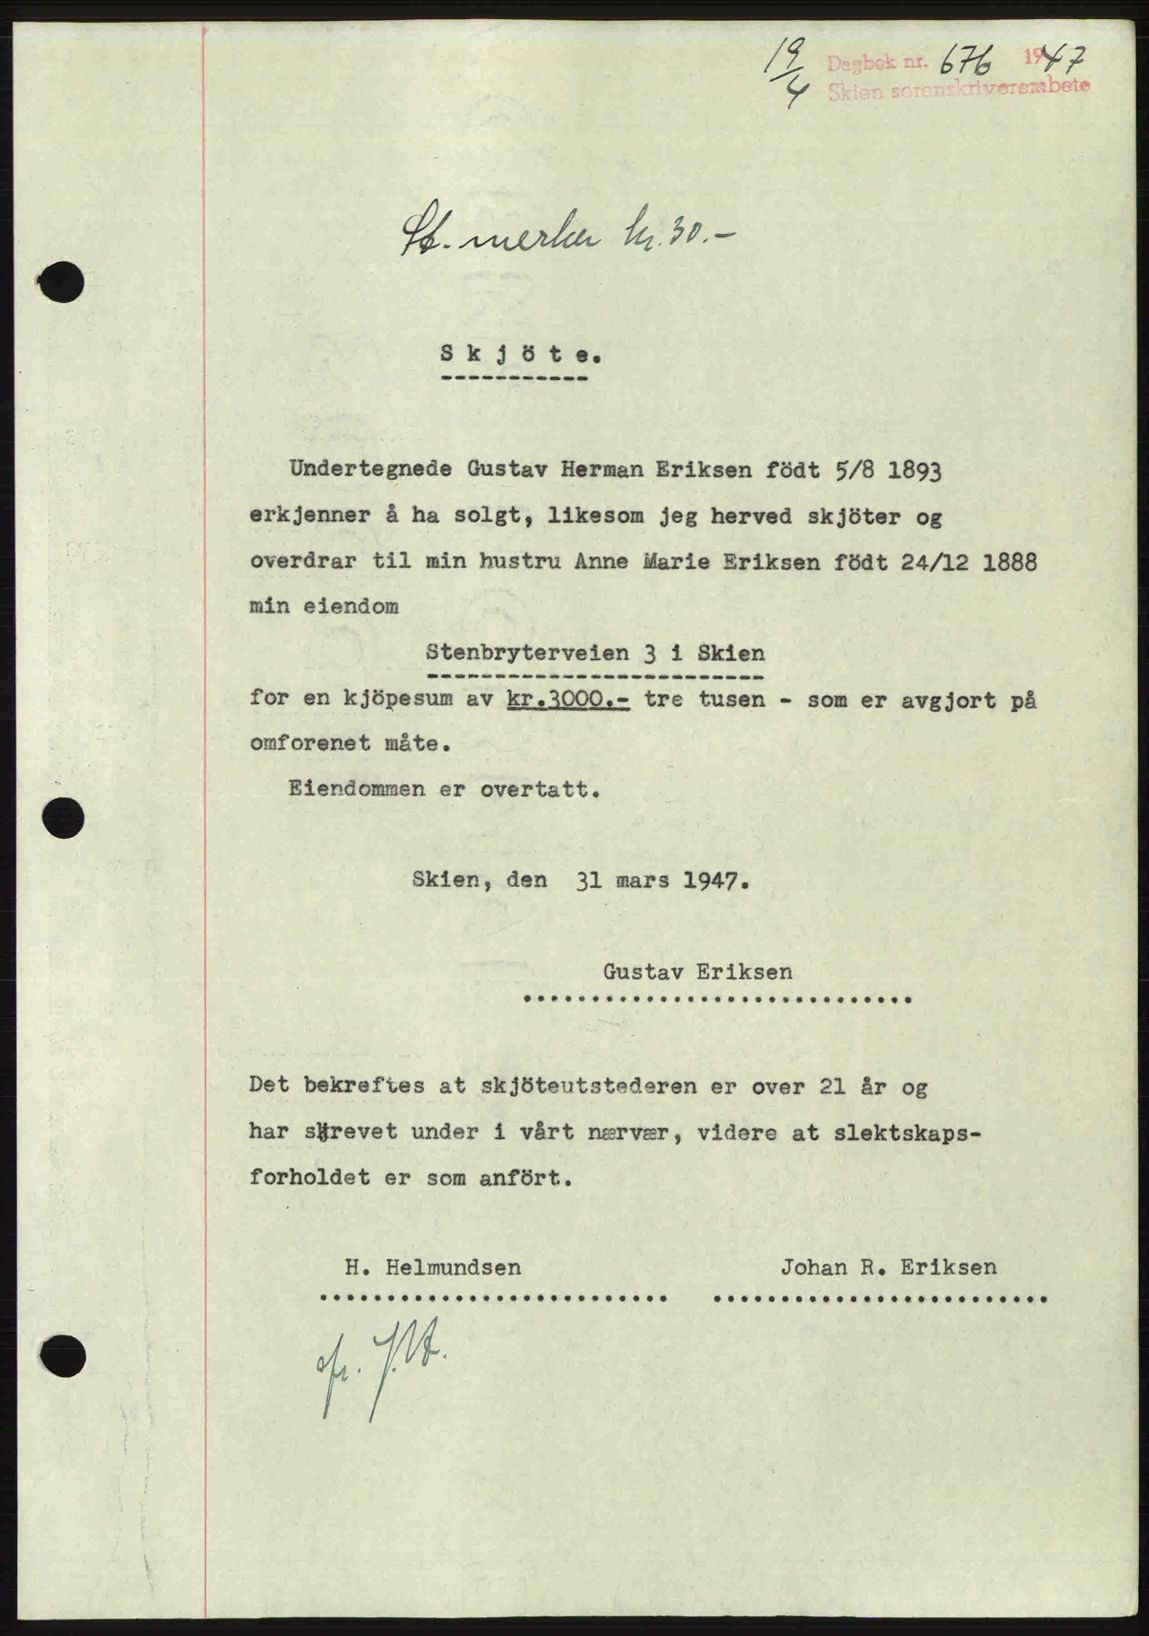 19/4 Dagbok nr. 676 1947
Skien sorenskriverembete
St. merker kr. 30.-
Skjöte.
Undertegnede Gustav Herman Eriksen födt 5/8 1893
erkjenner å ha solgt, likesom jeg herved skjöter og
overdrar til min hustru Anne Marie Eriksen födt 24/12 1888
min eiendom
Stenbryterveien 3 i Skien
for en kjöpesum av kr.3000.- tre tusen - som er avgjort på
omforenet måte.
Eiendommen er overtatt.
Skien, den 31 mars 1947.
Gustav Eriksen
Det bekreftes at skjöteutstederen er over 21 år og
har skrevet under i vårt nærvær, videre at slektskaps-
forholdet er som anfört.
H. Helmundsen Johan R. Eriksen